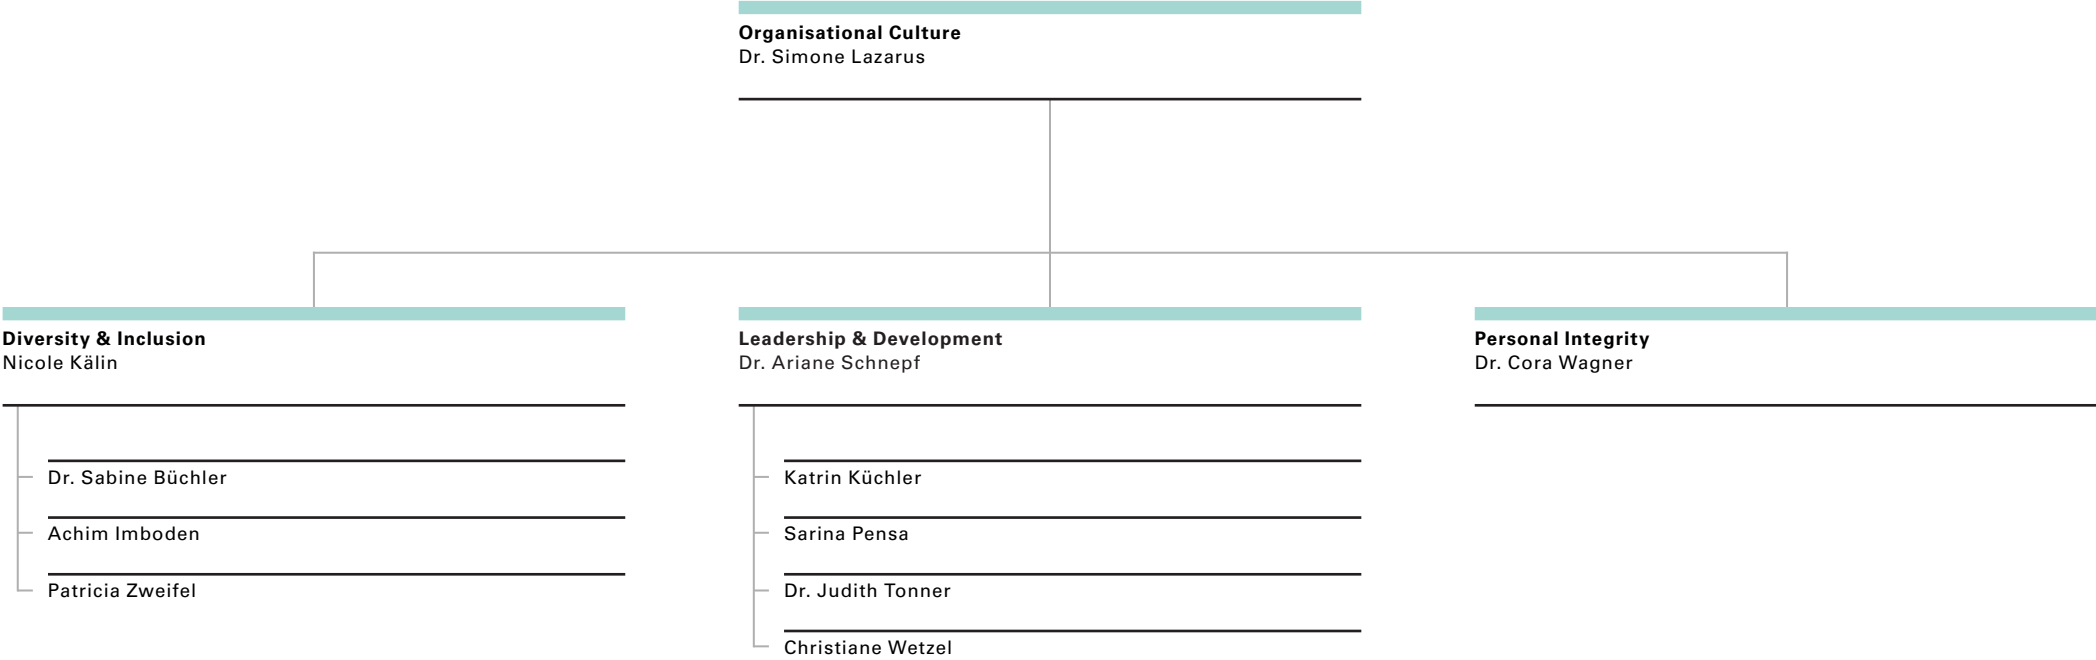 Organisational Culture
Dr. Simone Lazarus
Diversity & Inclusion
Nicole Kälin
Dr. Sabine Büchler
Achim Imboden
Patricia Zweifel
Leadership & Development
Dr. Ariane Schnepf
Katrin Küchler
Sarina Pensa
Dr. Judith Tonner
Christiane Wetzel
Personal Integrity
Dr. Cora Wagner